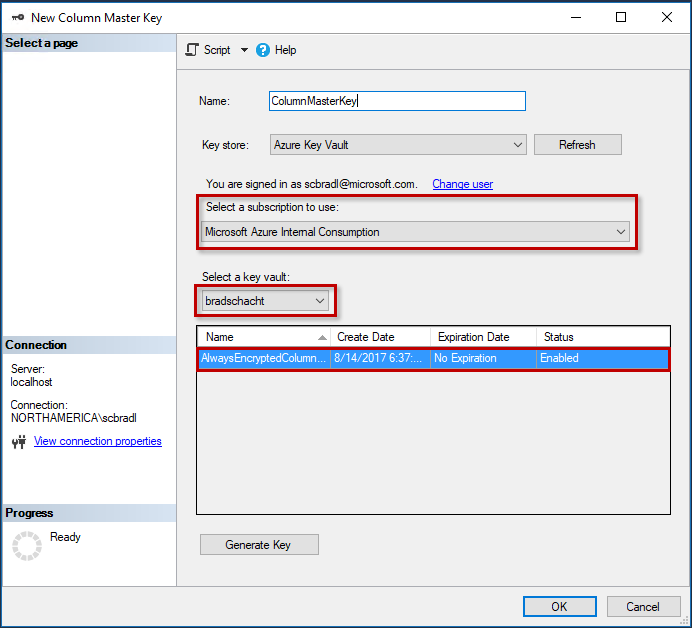 New Column Master Key
Select a page
Script
Help
Name:
ColumnMasterKey
Key store:
Azure Key Vault
Refresh
You are signed in as scbradl@microsoft.com.
Change user
Select a subscription to use:
Microsoft Azure Internal Consumption
Select a key vault:
bradschacht
Name Create Date Expiration Date Status
AlwaysEncryptedColumn... 8/14/2017 6:37:... No Expiration Enabled
Generate Key
Connection
Server:
localhost
Connection:
NORTHAMERICA\scbradl
View connection properties
Progress
Ready
OK
Cancel